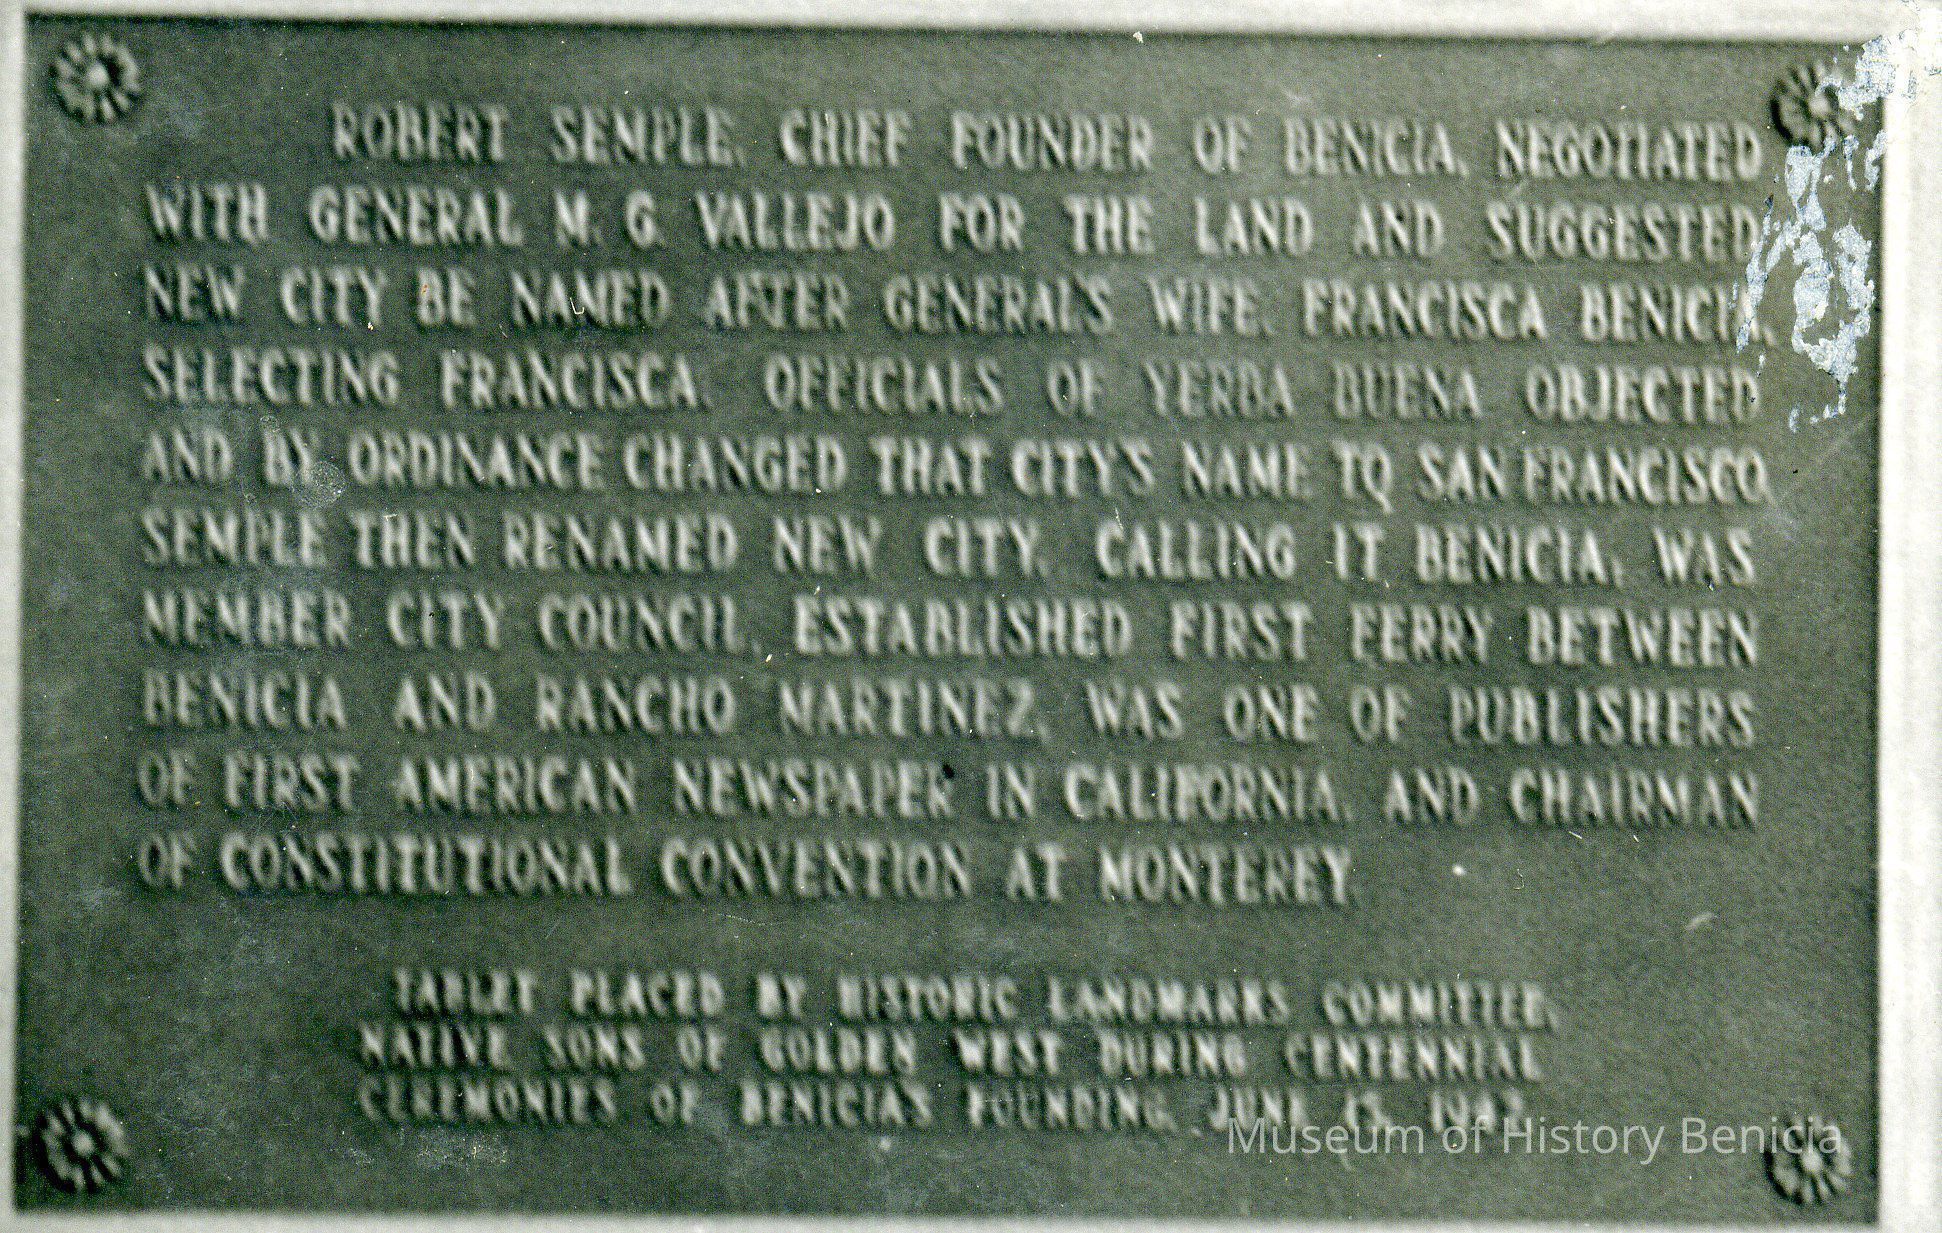 ROBERT SEMPLE, CHIEF FOUNDER OF BENICIA, NEGOTIATED
WITH GENERAL M. G. VALLEJO FOR THE LAND AND SUGGESTED
NEW CITY BE NAMED AFTER GENERAL'S WIFE, FRANCISCA BENICIA,
SELECTING FRANCISCA. OFFICIALS OF YERBA BUENA OBJECTED
AND BY ORDINANCE CHANGED THAT CITY'S NAME TO SAN FRANCISCO.
SEMPLE THEN RENAMED NEW CITY, CALLING IT BENICIA, WAS
MEMBER CITY COUNCIL, ESTABLISHED FIRST FERRY BETWEEN
BENICIA AND RANCHO MARTINEZ, WAS ONE OF PUBLISHERS
OF FIRST AMERICAN NEWSPAPER IN CALIFORNIA, AND CHAIRMAN
OF CONSTITUTIONAL CONVENTION AT MONTEREY
TABLET PLACED BY HISTORIC LANDMARKS COMMITTEE,
NATIVE SONS OF GOLDEN WEST DURING CENTENNIAL
CEREMONIES OF BENICIA'S FOUNDING, JUNE
Museum of History Benicia